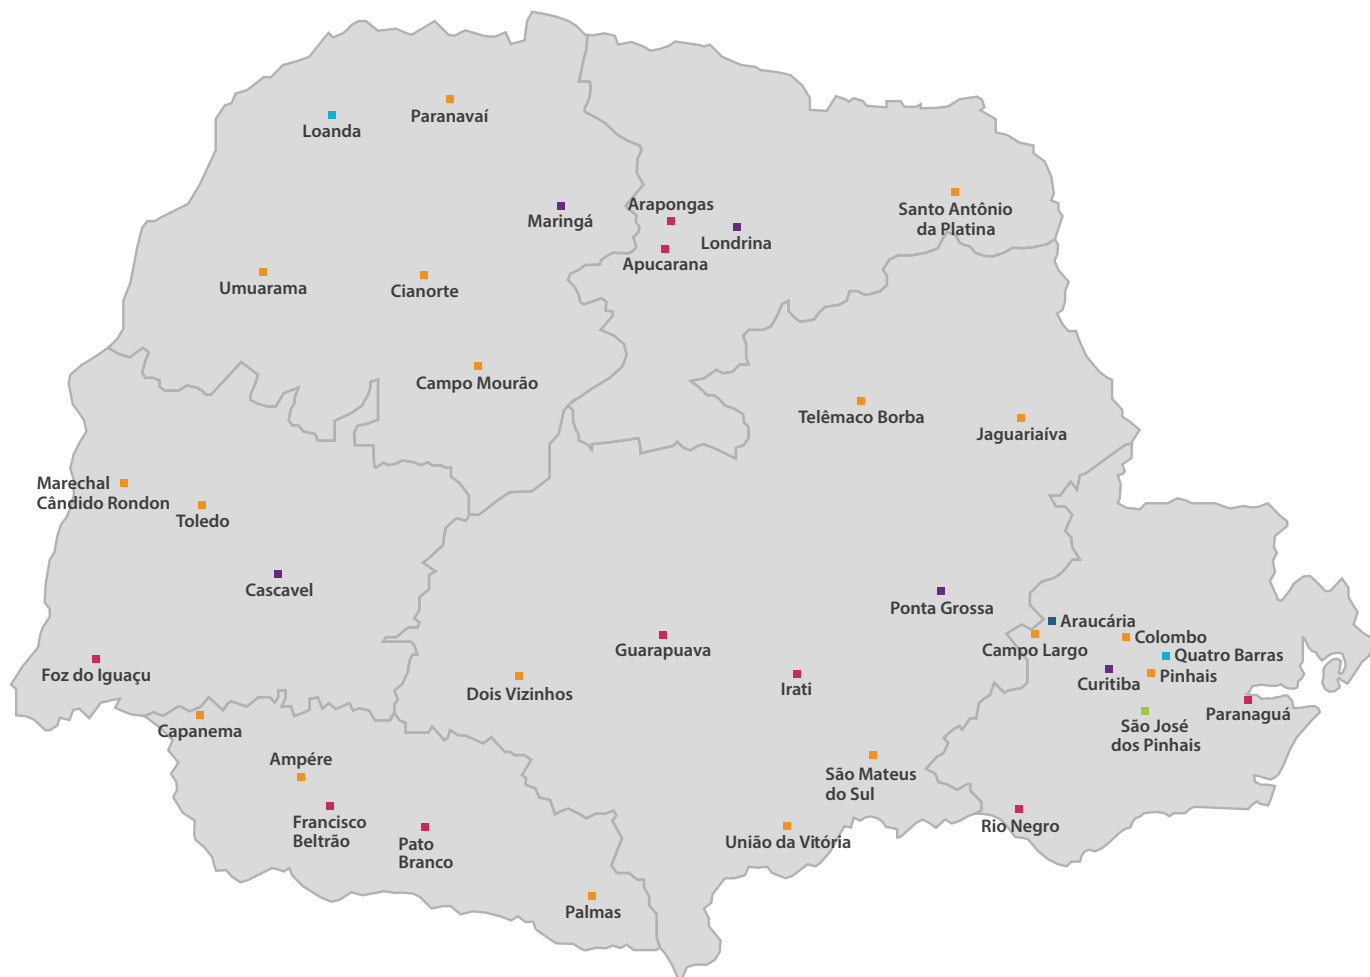 Paranavaí
Loanda
Maringá
Arapongas
Londrina
Apucarana
Santo Antônio
da Platina
Umuarama
Cianorte
Campo Mourão
Telêmaco Borba
Jaguariaíva
Marechal
Cândido Rondon
Toledo
Cascavel
Ponta Grossa
Araucária
Colombo
Campo Largo
Quatro Barras
Guarapuava
Foz do Iguaçu
Dois Vizinhos
Irati
Curitiba
Pinhais
Paranaguá
São José
dos Pinhais
Capanema
Ampére
São Mateus
do Sul
Francisco
Beltrão
Pato
Branco
União da Vitória
Rio Negro
Palmas